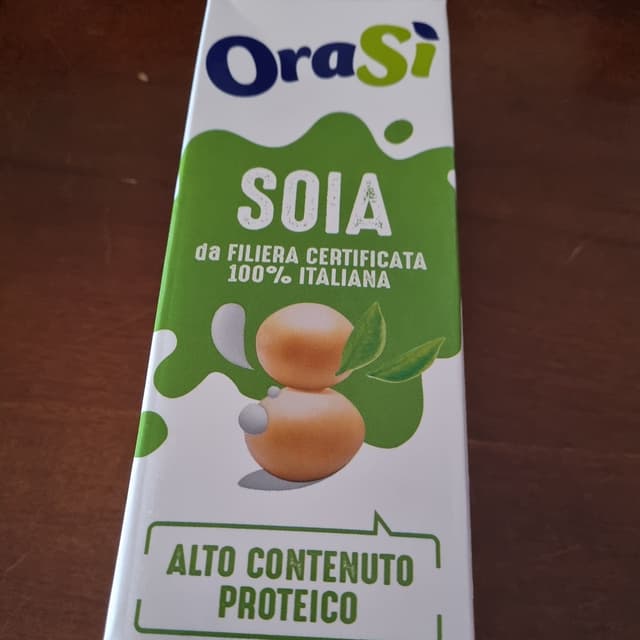 OraSì
SOIA
da FILIERA CERTIFICATA
100% ITALIANA
ALTO CONTENUTO
PROTEICO